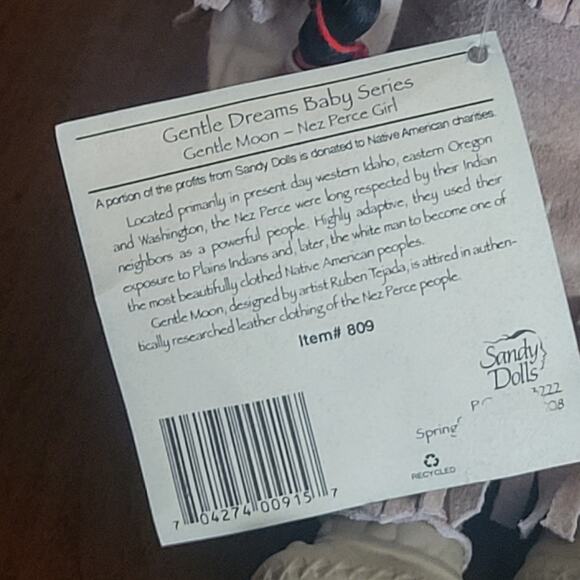 Gentle Dreams Baby Series
Gentle Moon – Nez Perce Girl
A portion of the profits from Sandy Dolls is donated to Native American charities.
Located primarily in present day western Idaho, eastern Oregon
and Washington, the Nez Perce were long respected by their Indian
neighbors as a powerful people. Highly adaptive, they used their
exposure to Plains Indians and, later, the white man to become one of
the most beautifully clothed Native American peoples.
Gentle Moon, designed by artist Ruben Tejada, is attired in authen-
tically researched leather clothing of the Nez Perce people.
Item# 809
Sandy
Dolls
3222
Spring
08
RECYCLED
7 04274 00915 7